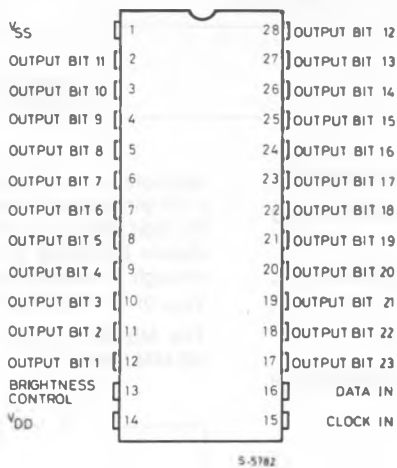 VSS 1 28 OUTPUT BIT 12
OUTPUT BIT 11 2 27 OUTPUT BIT 13
OUTPUT BIT 10 3 26 OUTPUT BIT 14
OUTPUT BIT 9 4 25 OUTPUT BIT 15
OUTPUT BIT 8 5 24 OUTPUT BIT 16
OUTPUT BIT 7 6 23 OUTPUT BIT 17
OUTPUT BIT 6 7 22 OUTPUT BIT 18
OUTPUT BIT 5 8 21 OUTPUT BIT 19
OUTPUT BIT 4 9 20 OUTPUT BIT 20
OUTPUT BIT 3 10 19 OUTPUT BIT 21
OUTPUT BIT 2 11 18 OUTPUT BIT 22
OUTPUT BIT 1 12 17 OUTPUT BIT 23
BRIGHTNESS
CONTROL 13 16 DATA IN
VDD 14 15 CLOCK IN
S-5782